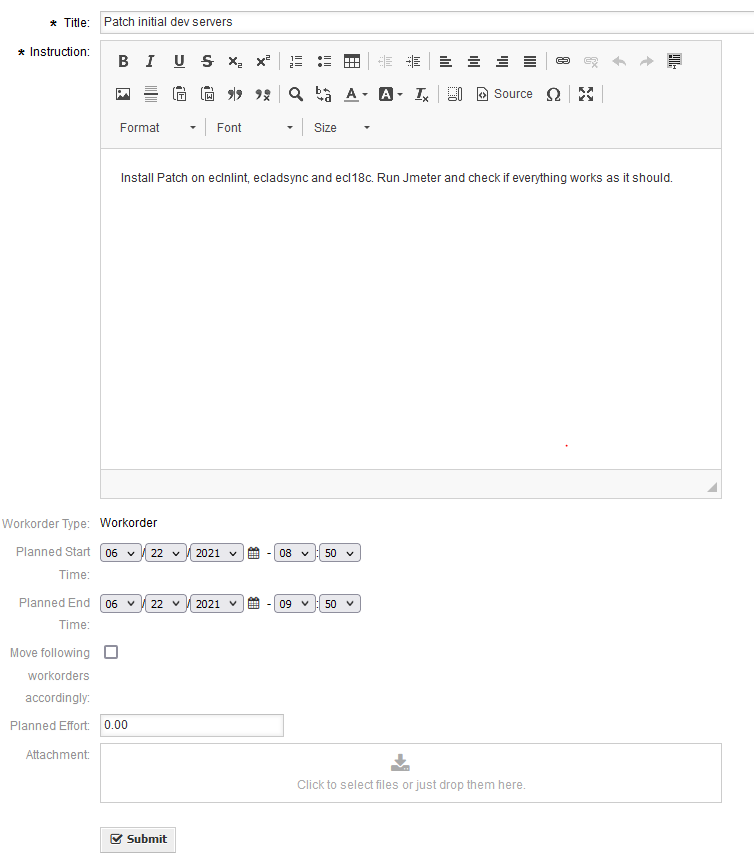 ★ Title: Patch initial dev servers
★ Instruction:
Source
Format Font Size
Install Patch on eclnlint, ecladsync and ecl18c. Run Jmeter and check if everything works as it should.
Workorder Type: Workorder
Planned Start Time: 06 / 22 / 2021 - 08 : 50
Planned End Time: 06 / 22 / 2021 - 09 : 50
Move following workorders accordingly:
Planned Effort: 0.00
Attachment:
Click to select files or just drop them here.
Submit